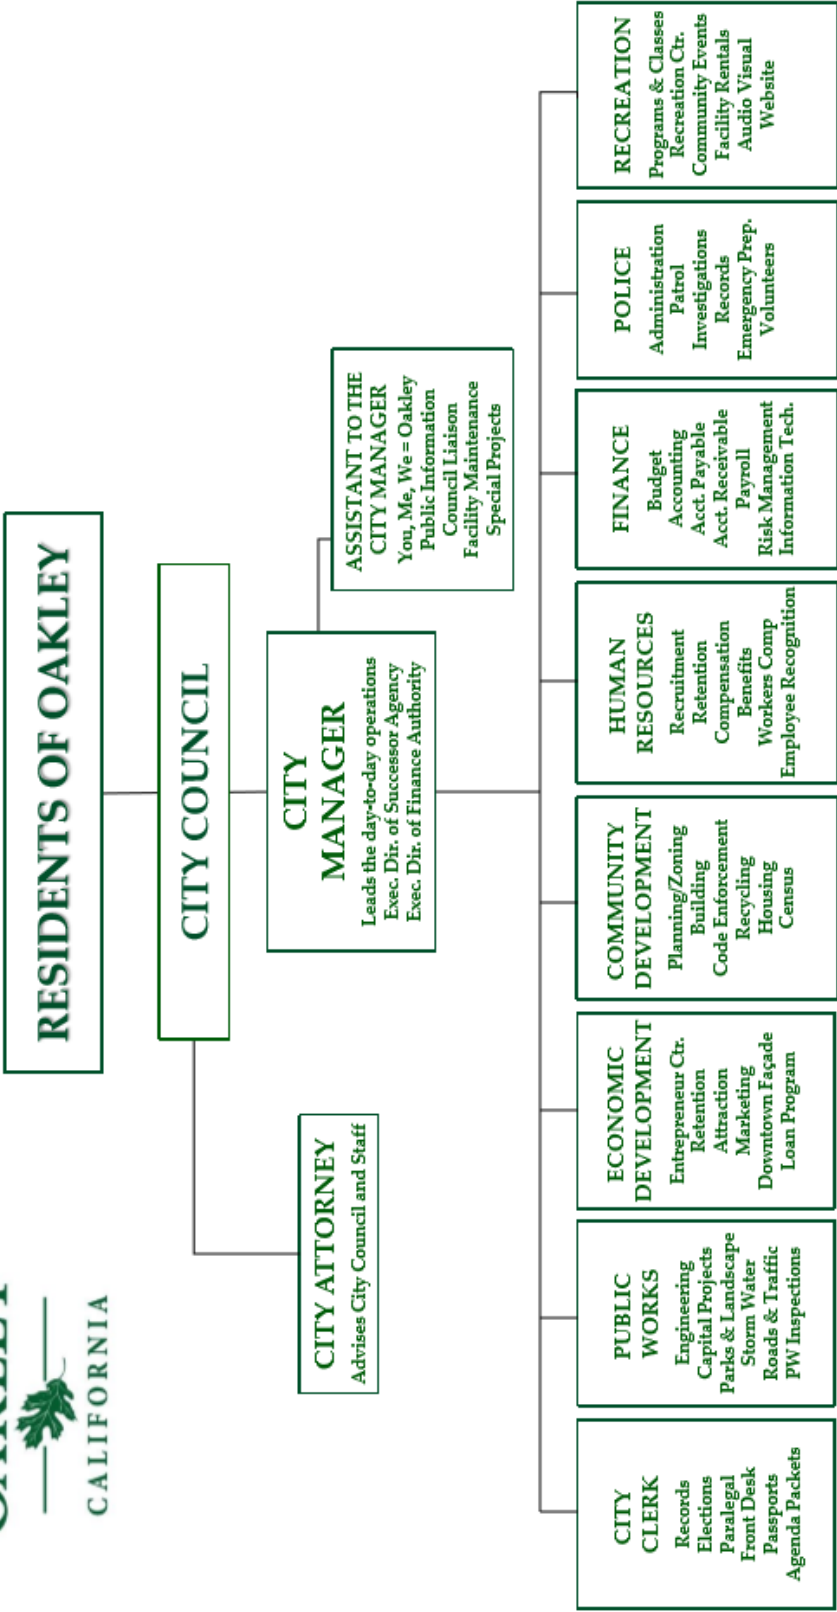 CALIFORNIA
RESIDENTS OF OAKLEY
CITY COUNCIL
CITY ATTORNEY
Advises City Council and Staff
CITY
MANAGER
Leads the day-to-day operations
Exec. Dir. of Successor Agency
Exec. Dir. of Finance Authority
ASSISTANT TO THE
CITY MANAGER
You, Me, We = Oakley
Public Information
Council Liaison
Facility Maintenance
Special Projects
CITY
CLERK
Records
Elections
Paralegal
Front Desk
Passports
Agenda Packets
PUBLIC
WORKS
Engineering
Capital Projects
Parks & Landscape
Storm Water
Roads & Traffic
PW Inspections
ECONOMIC
DEVELOPMENT
Entrepreneur Ctr.
Retention
Attraction
Marketing
Downtown Façade
Loan Program
COMMUNITY
DEVELOPMENT
Planning/Zoning
Building
Code Enforcement
Recycling
Housing
Census
HUMAN
RESOURCES
Recruitment
Retention
Compensation
Benefits
Workers Comp
Employee Recognition
FINANCE
Budget
Accounting
Acct. Payable
Acct. Receivable
Payroll
Risk Management
Information Tech.
POLICE
Administration
Patrol
Investigations
Records
Emergency Prep.
Volunteers
RECREATION
Programs & Classes
Recreation Ctr.
Community Events
Facility Rentals
Audio Visual
Website